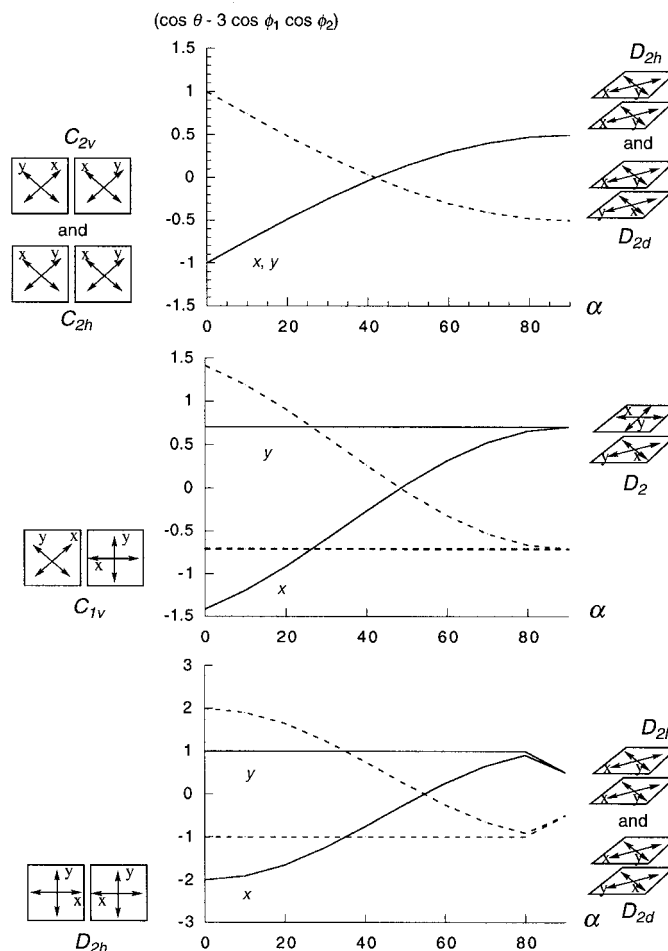 (cos θ - 3 cos ϕ1 cos ϕ2)
1.5
1
0.5
0
-0.5
-1
-1.5
x, y
0 20 40 60 80
α
C2v
y x x y
and
x y x y
C2h
D2h
x y
x y
and
x y
y x
D2d
1.5
1
0.5
0
-0.5
-1
-1.5
y
x
0 20 40 60 80
α
y x y
x
C1v
x
y
y x
D2
3
2
1
0
-1
-2
-3
y
x
0 20 40 60 80
α
y y
x x
D2h
D2h
x y
x y
and
x y
y x
D2d